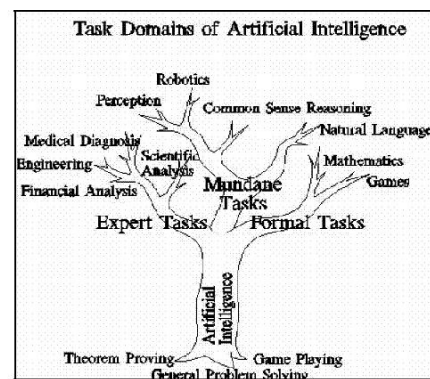 Task Domains of Artificial Intelligence
Robotics
Perception
Common Sense Reasoning
Natural Language
Medical Diagnosis
Scientific
Analysis
Mathematics
Engineering
Games
Financial Analysis
Mundane
Tasks
Expert Tasks
Formal Tasks
Artificial
Intelligence
Theorem Proving
Game Playing
General Problem Solving